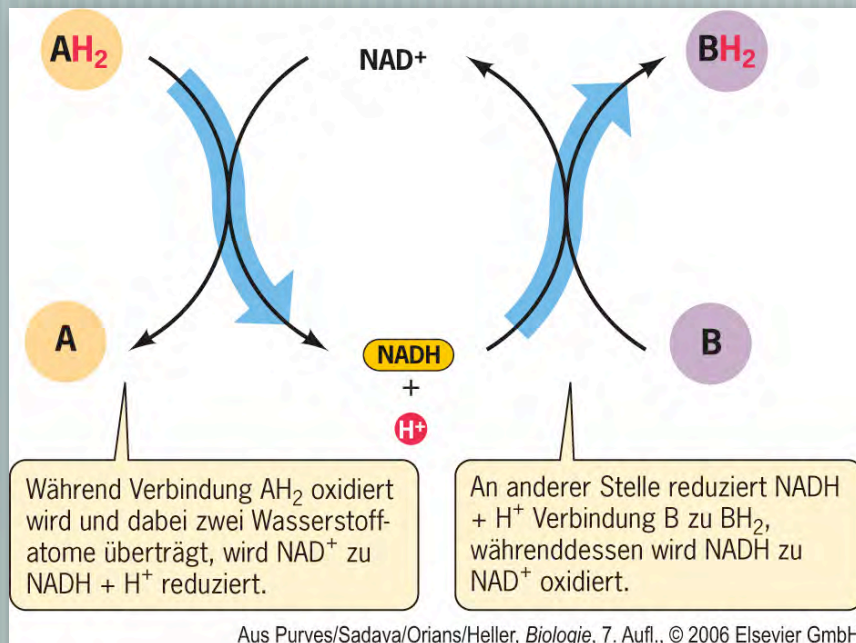 AH₂
NAD⁺
BH₂
A
NADH
+
H⁺
B
Während Verbindung AH₂ oxidiert
wird und dabei zwei Wasserstoff-
atome überträgt, wird NAD⁺ zu
NADH + H⁺ reduziert.
An anderer Stelle reduziert NADH
+ H⁺ Verbindung B zu BH₂,
währenddessen wird NADH zu
NAD⁺ oxidiert.
Aus Purves/Sadava/Orians/Heller, Biologie, 7. Aufl., © 2006 Elsevier GmbH